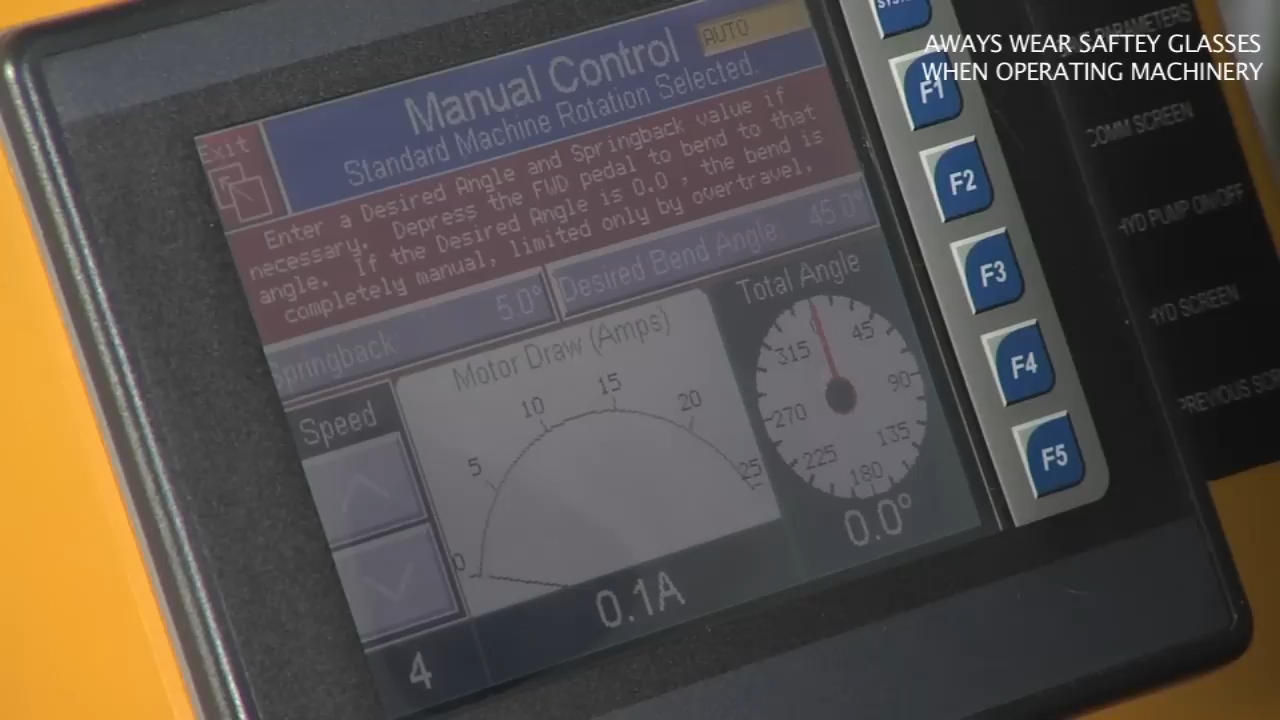 AWAYS WEAR SAFTEY GLASSES
WHEN OPERATING MACHINERY
Exit
Manual Control
AUTO
Standard Machine Rotation Selected.
Enter a Desired Angle and Springback value if
necessary. Depress the FWD pedal to bend to that
angle. If the Desired Angle is 0.0 , the bend is
completely manual, limited only by overtravel.
Springback: 5.0°
Desired Bend Angle: 45.0°
Speed
4
Motor Draw (Amps)
0 5 10 15 20 25
0.1A
Total Angle
0 45 90 135 180 225 270 315
0.0°
F1
F2
F3
F4
F5
PARAMETERS
COMM SCREEN
HYD PUMP ON/OFF
HYD SCREEN
PREVIOUS